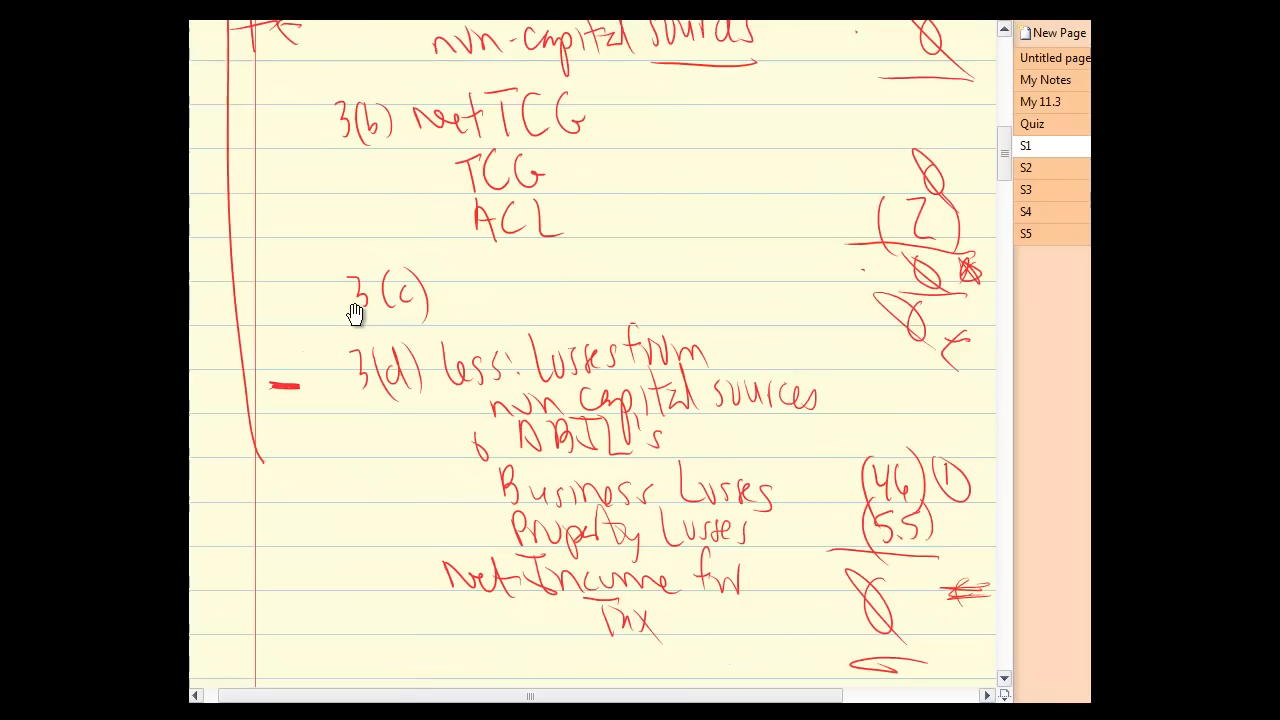 non-capital sources Ø
3(b) net TCG
TCG Ø
ACL (2)
Ø
3(c) Ø
3(d) less: Losses from
non capital sources
ABIL's
Business Losses (46) 1
Property Losses (5.5)
Net Income for Ø
Tax
New Page
Untitled page
My Notes
My 11.3
Quiz
S1
S2
S3
S4
S5